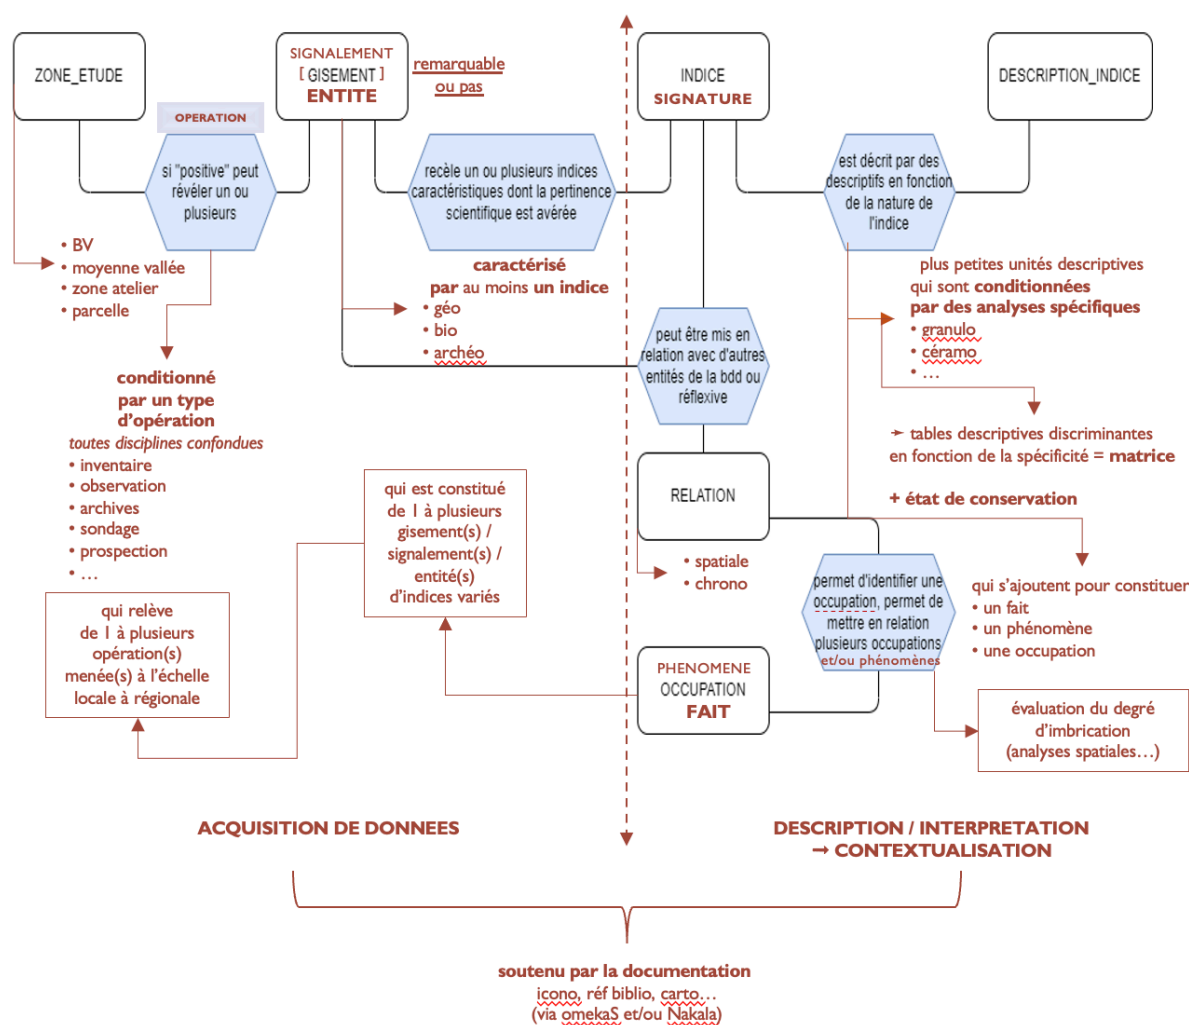 ZONE_ETUDE
SIGNALEMENT
[ GISEMENT ]
ENTITE
remarquable
ou pas
INDICE
SIGNATURE
DESCRIPTION_INDICE
OPERATION
si "positive" peut
révéler un ou
plusieurs
recèle un ou plusieurs indices
caractéristiques dont la pertinence
scientifique est avérée
est décrit par des
descriptifs en fonction
de la nature de
l'indice
• BV
• moyenne vallée
• zone atelier
• parcelle
caractérisé
par au moins un indice
• géo
• bio
• archéo
plus petites unités descriptives
qui sont conditionnées
par des analyses spécifiques
• granulo
• céramo
• …
peut être mis en
relation avec d'autres
entités de la bdd ou
réflexive
conditionné
par un type
d'opération
toutes disciplines confondues
• inventaire
• observation
• archives
• sondage
• prospection
• …
➛ tables descriptives discriminantes
en fonction de la spécificité = matrice
+ état de conservation
qui est constitué
de 1 à plusieurs
gisement(s) /
signalement(s) /
entité(s)
d'indices variés
RELATION
• spatiale
• chrono
permet d'identifier une
occupation, permet de
mettre en relation
plusieurs occupations
et/ou phénomènes
qui s'ajoutent pour constituer
• un fait
• un phénomène
• une occupation
qui relève
de 1 à plusieurs
opération(s)
menée(s) à l'échelle
locale à régionale
PHENOMENE
OCCUPATION
FAIT
évaluation du degré
d'imbrication
(analyses spatiales…)
ACQUISITION DE DONNEES
DESCRIPTION / INTERPRETATION
→ CONTEXTUALISATION
soutenu par la documentation
icono, réf biblio, carto…
(via omekaS et/ou Nakala)